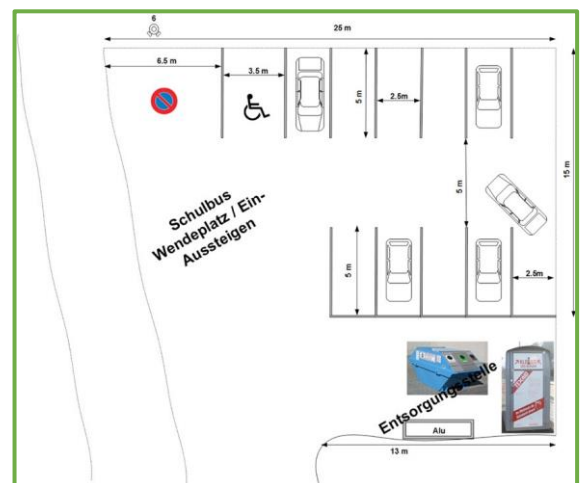 6
25 m
6.5 m
3.5 m
5 m
2.5m
5 m
15 m
Schulbus
Wendeplatz / Ein-
Aussteigen
5 m
2.5m
Entsorgungsstelle
Alu
13 m